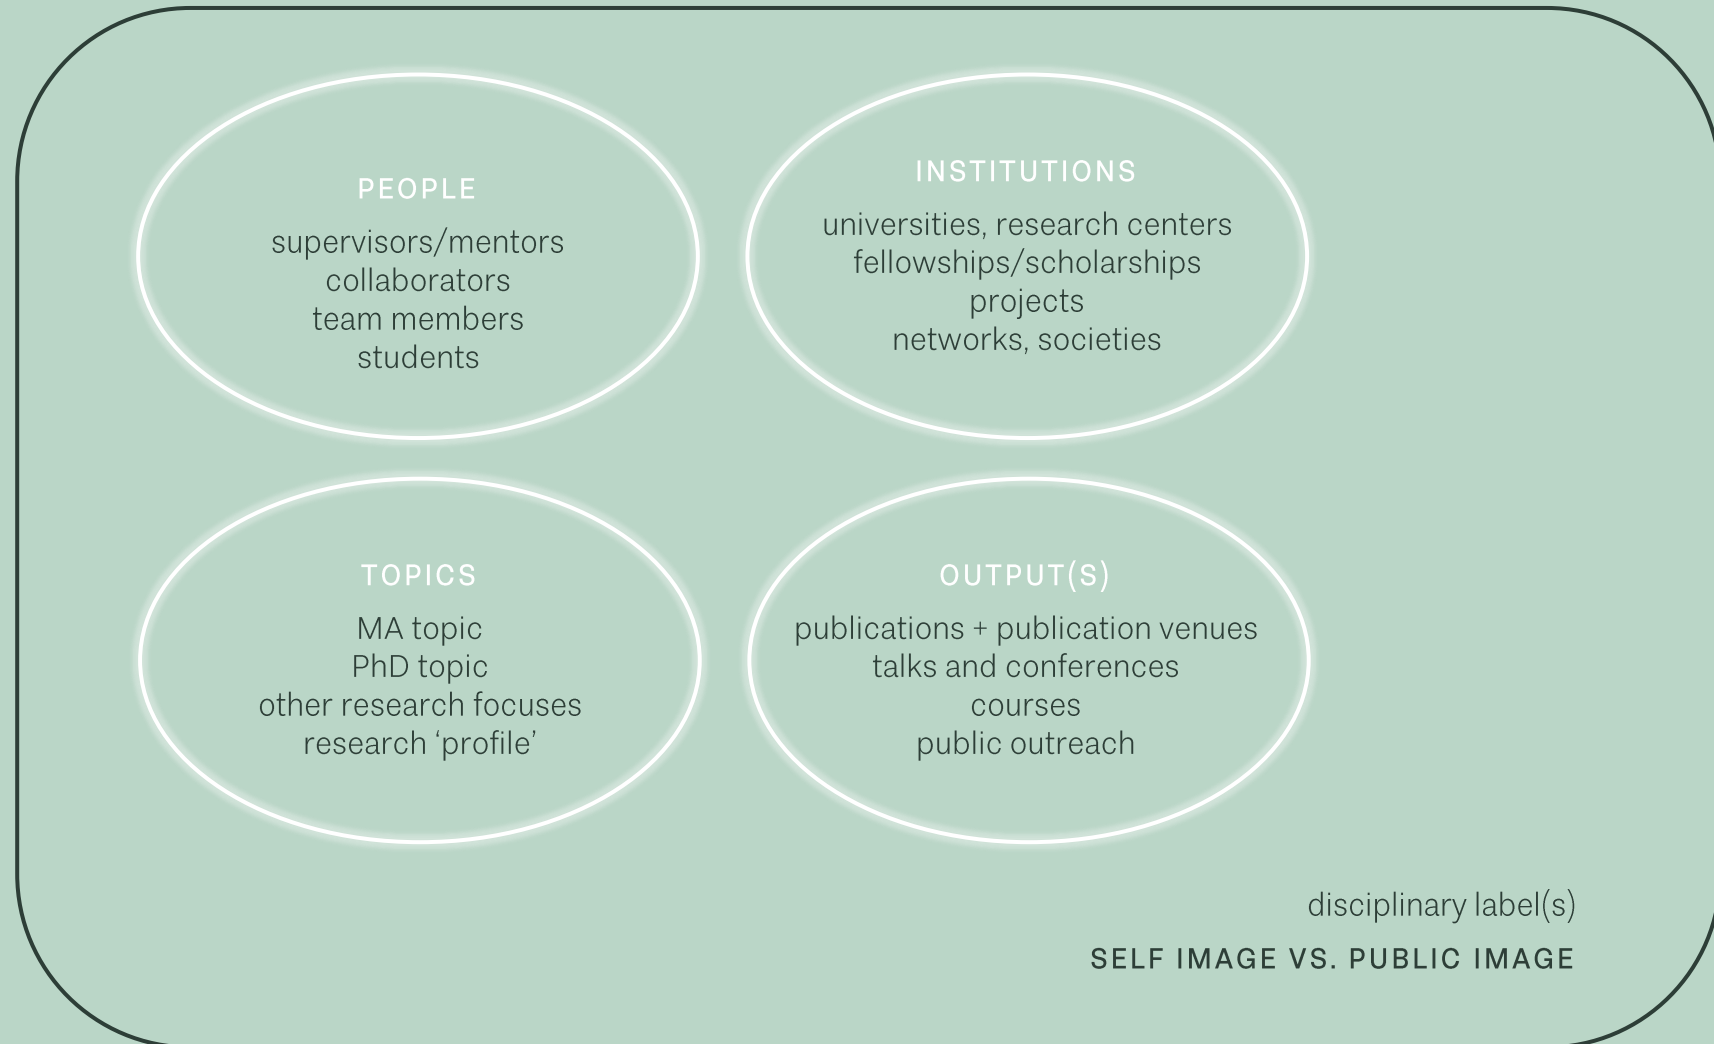 PEOPLE
supervisors/mentors
collaborators
team members
students
INSTITUTIONS
universities, research centers
fellowships/scholarships
projects
networks, societies
TOPICS
MA topic
PhD topic
other research focuses
research ‘profile’
OUTPUT(S)
publications + publication venues
talks and conferences
courses
public outreach
disciplinary label(s)
SELF IMAGE VS. PUBLIC IMAGE